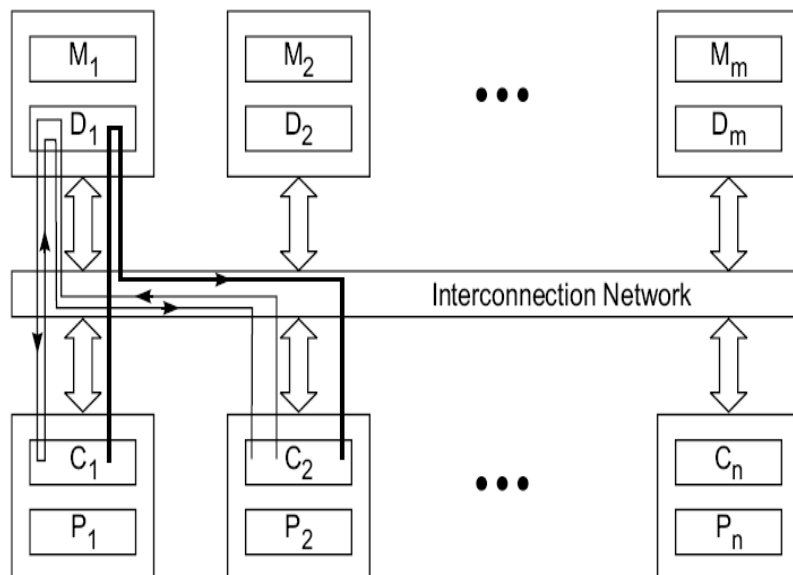 M1 M2 ••• Mm
D1 D2 Dm
Interconnection Network
C1 C2 ••• Cn
P1 P2 Pn